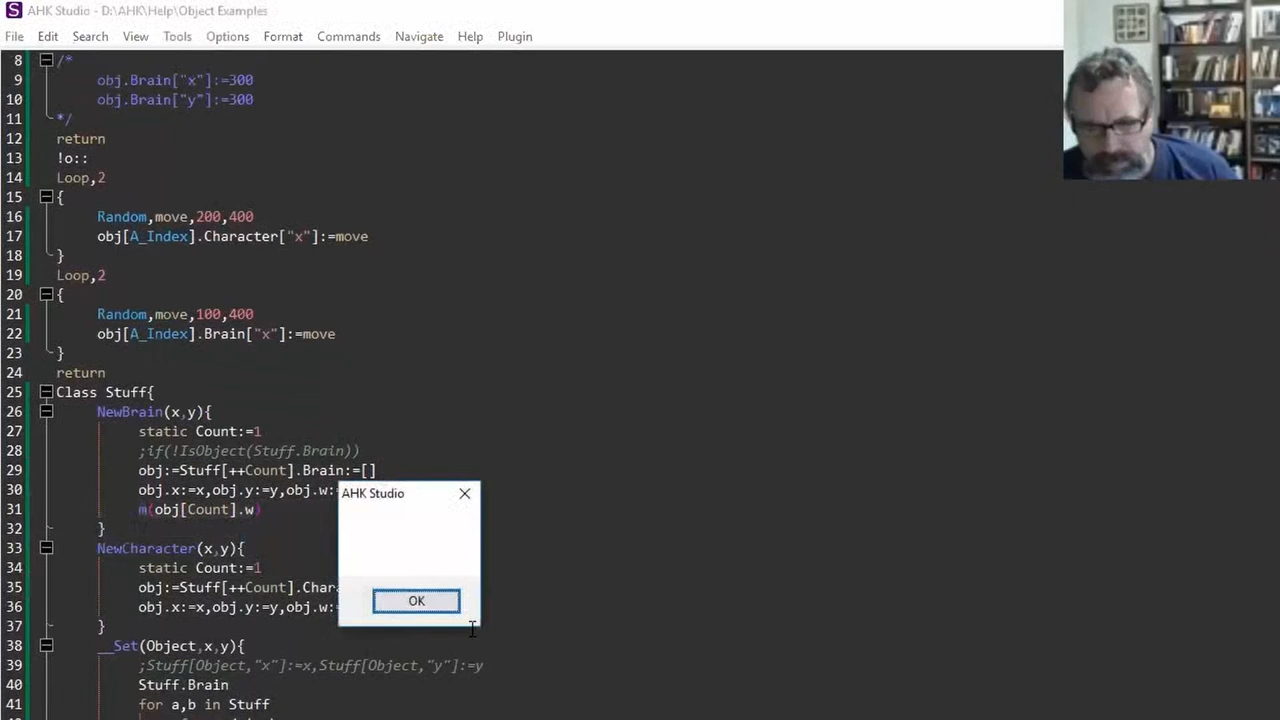 AHK Studio - D:\AHK\Help\Object Examples
File Edit Search View Tools Options Format Commands Navigate Help Plugin
8 /*
9 obj.Brain["x"]:=300
10 obj.Brain["y"]:=300
11 */
12 return
13 !o::
14 Loop,2
15 {
16 Random,move,200,400
17 obj[A_Index].Character["x"]:=move
18 }
19 Loop,2
20 {
21 Random,move,100,400
22 obj[A_Index].Brain["x"]:=move
23 }
24 return
25 Class Stuff{
26 NewBrain(x,y){
27 static Count:=1
28 ;if(!IsObject(Stuff.Brain))
29 obj:=Stuff[++Count].Brain:=[]
30 obj.x:=x,obj.y:=y,obj.w:
31 m(obj[Count].w)
32 }
33 NewCharacter(x,y){
34 static Count:=1
35 obj:=Stuff[++Count].Char
36 obj.x:=x,obj.y:=y,obj.w:
37 }
38 __Set(Object,x,y){
39 ;Stuff[Object,"x"]:=x,Stuff[Object,"y"]:=y
40 Stuff.Brain
41 for a,b in Stuff
AHK Studio
OK